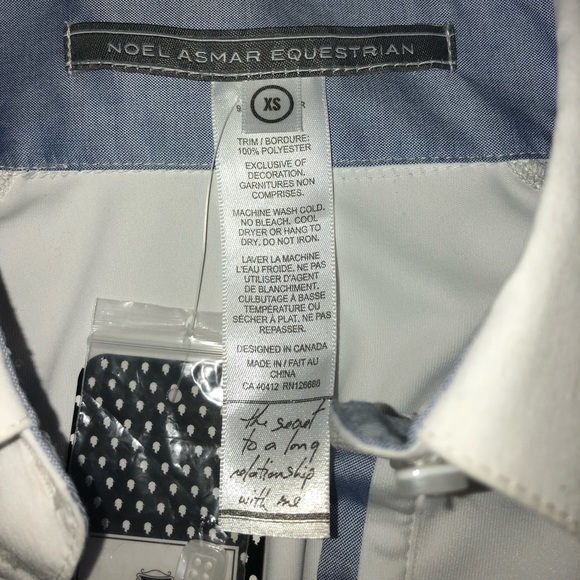 NOEL ASMAR EQUESTRIAN
XS
TRIM / BORDURE:
100% POLYESTER
EXCLUSIVE OF
DECORATION.
GARNITURES NON
COMPRISES.
MACHINE WASH COLD.
NO BLEACH. COOL
DRYER OR HANG TO
DRY. DO NOT IRON.
LAVER LA MACHINE
L'EAU FROIDE. NE PAS
UTILISER D'AGENT
DE BLANCHIMENT.
CULBUTAGE À BASSE
TEMPÉRATURE OU
SÉCHER À PLAT. NE PAS
REPASSER.
DESIGNED IN CANADA
MADE IN / FAIT AU
CHINA
CA 40412 RN126688
the secret
to a long
relationship
with me